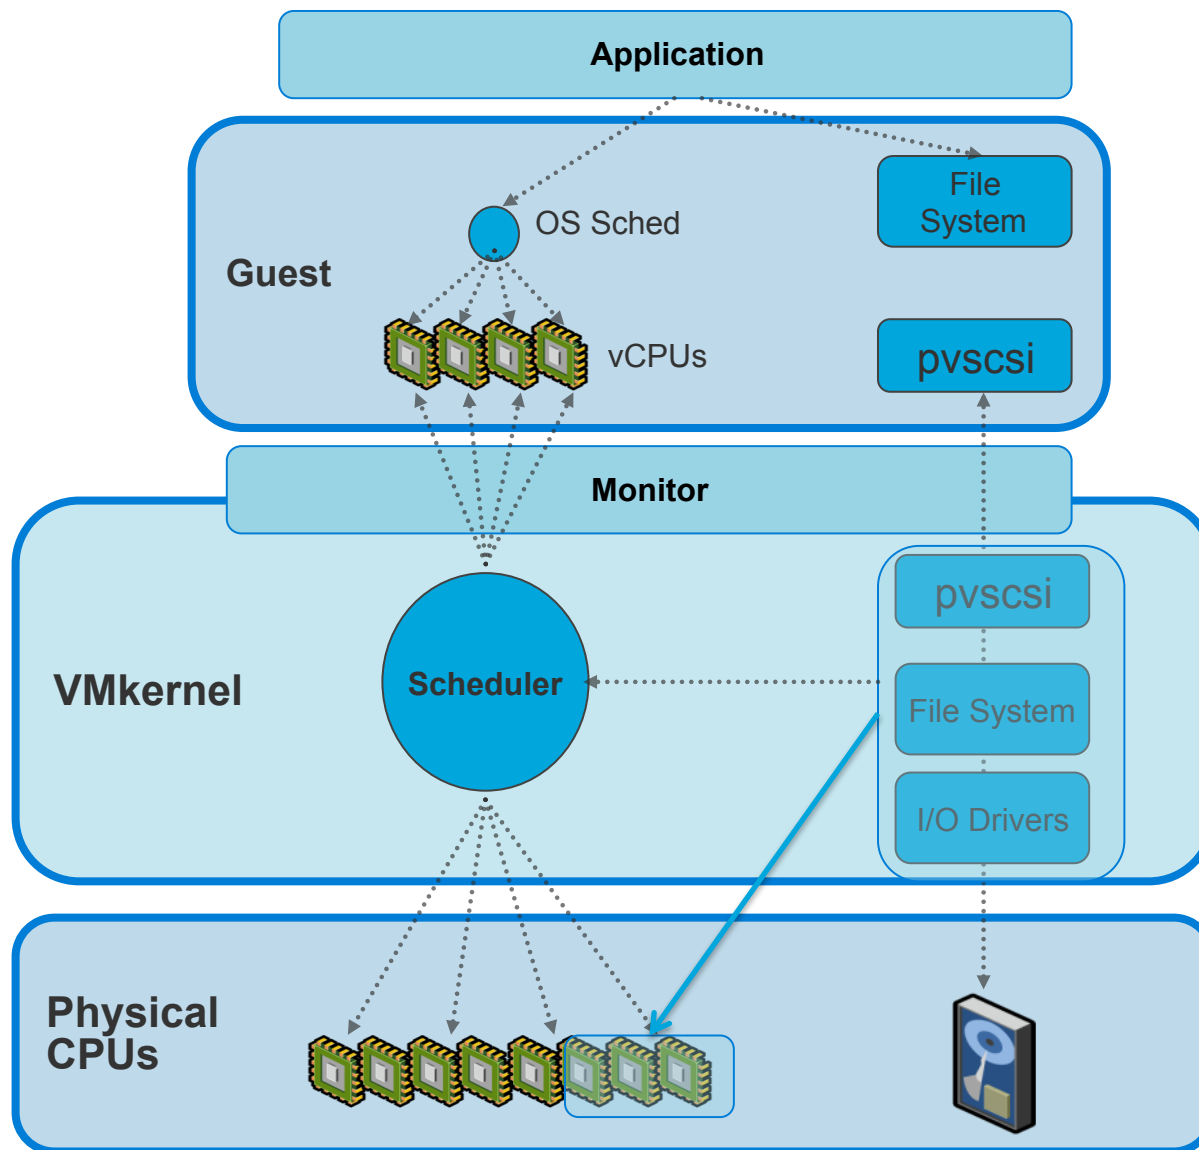 Application
File
System
OS Sched
Guest
vCPUs
pvscsi
Monitor
pvscsi
VMkernel
Scheduler
File System
I/O Drivers
Physical
CPUs